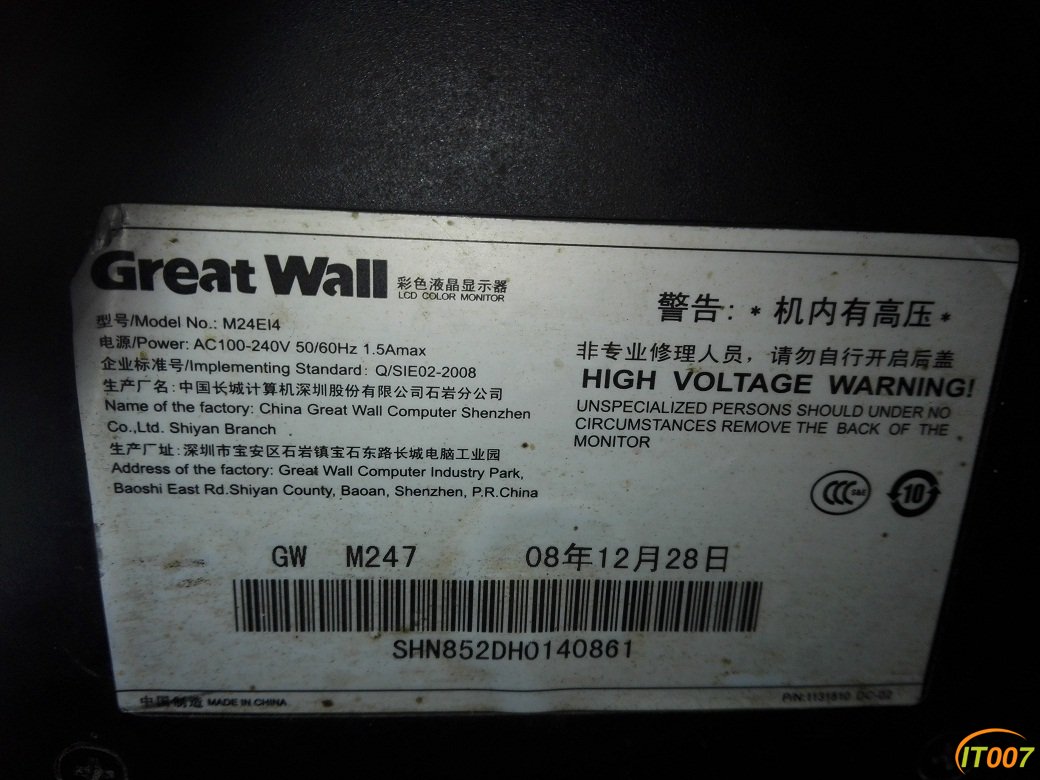 Great Wall 彩色液晶显示器
LCD COLOR MONITOR
型号/Model No.: M24EI4
电源/Power: AC100-240V 50/60Hz 1.5Amax
企业标准号/Implementing Standard: Q/SIE02-2008
生产厂名: 中国长城计算机深圳股份有限公司石岩分公司
Name of the factory: China Great Wall Computer Shenzhen
Co.,Ltd. Shiyan Branch
生产厂址: 深圳市宝安区石岩镇宝石东路长城电脑工业园
Address of the factory: Great Wall Computer Industry Park,
Baoshi East Rd.Shiyan County, Baoan, Shenzhen, P.R.China
警告: *机内有高压*
非专业修理人员，请勿自行开启后盖
HIGH VOLTAGE WARNING!
UNSPECIALIZED PERSONS SHOULD UNDER NO
CIRCUMSTANCES REMOVE THE BACK OF THE
MONITOR
CCC S&E
10
GW M247 08年12月28日
SHN852DH0140861
中国制造 MADE IN CHINA
P/N:1131810 DC-02
IT007